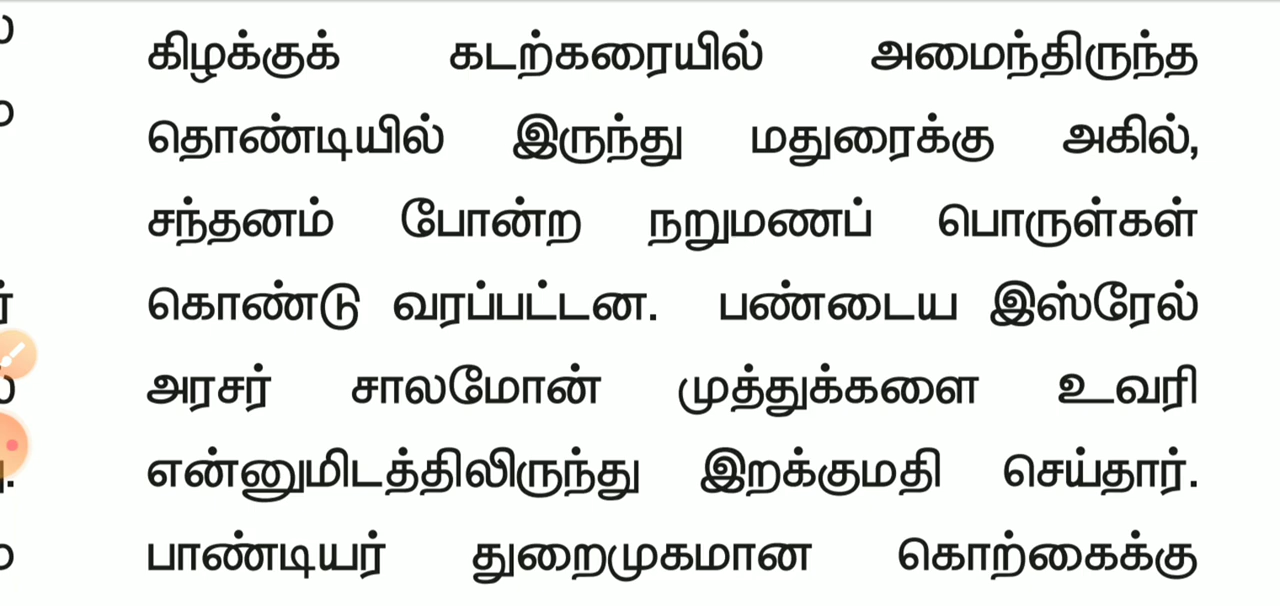 கிழக்குக் கடற்கரையில் அமைந்திருந்த
தொண்டியில் இருந்து மதுரைக்கு அகில்,
சந்தனம் போன்ற நறுமணப் பொருள்கள்
கொண்டு வரப்பட்டன. பண்டைய இஸ்ரேல்
அரசர் சாலமோன் முத்துக்களை உவரி
என்னுமிடத்திலிருந்து இறக்குமதி செய்தார்.
பாண்டியர் துறைமுகமான கொற்கைக்கு